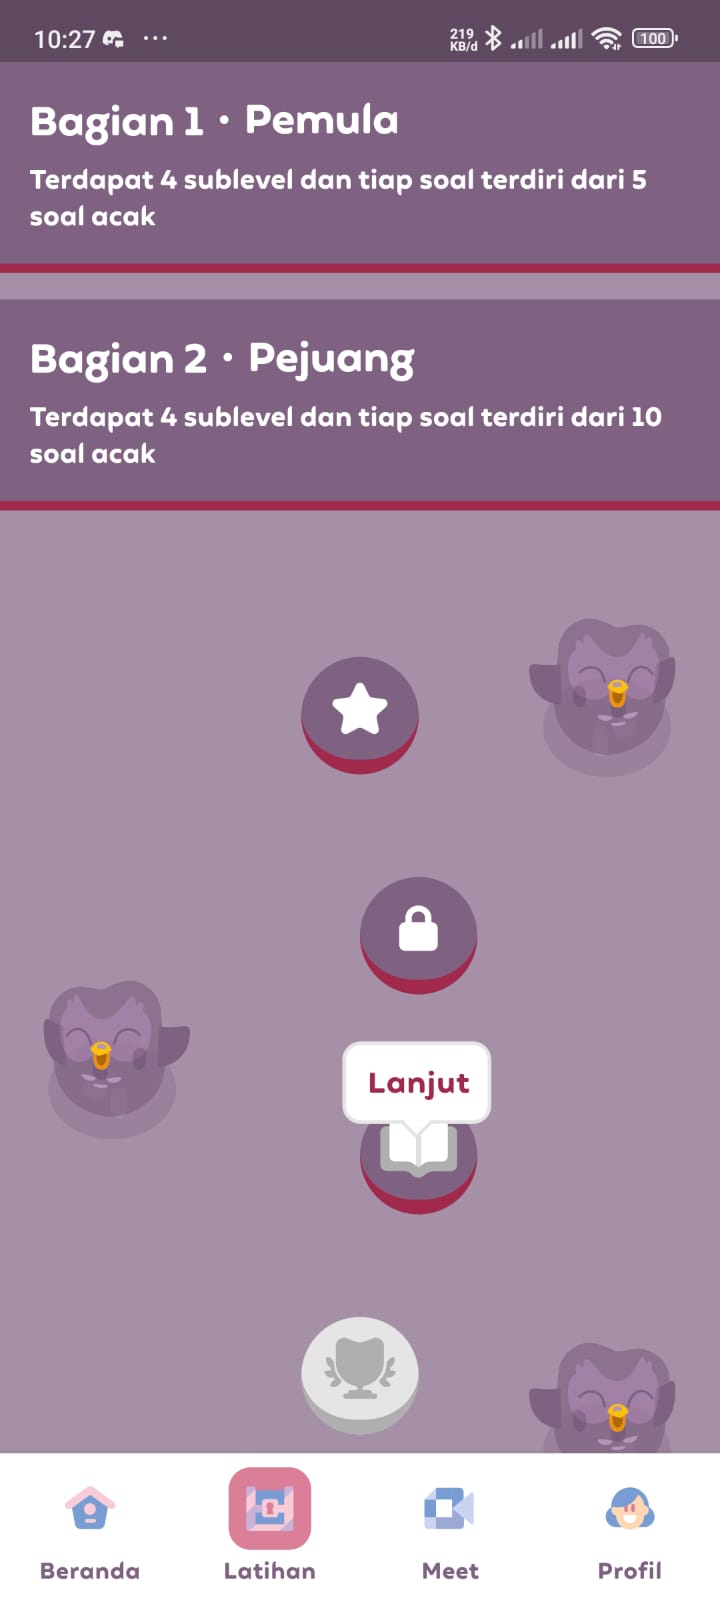 10:27
219
KB/d
100
Bagian 1 • Pemula
Terdapat 4 sublevel dan tiap soal terdiri dari 5
soal acak
Bagian 2 • Pejuang
Terdapat 4 sublevel dan tiap soal terdiri dari 10
soal acak
Lanjut
Beranda
Latihan
Meet
Profil